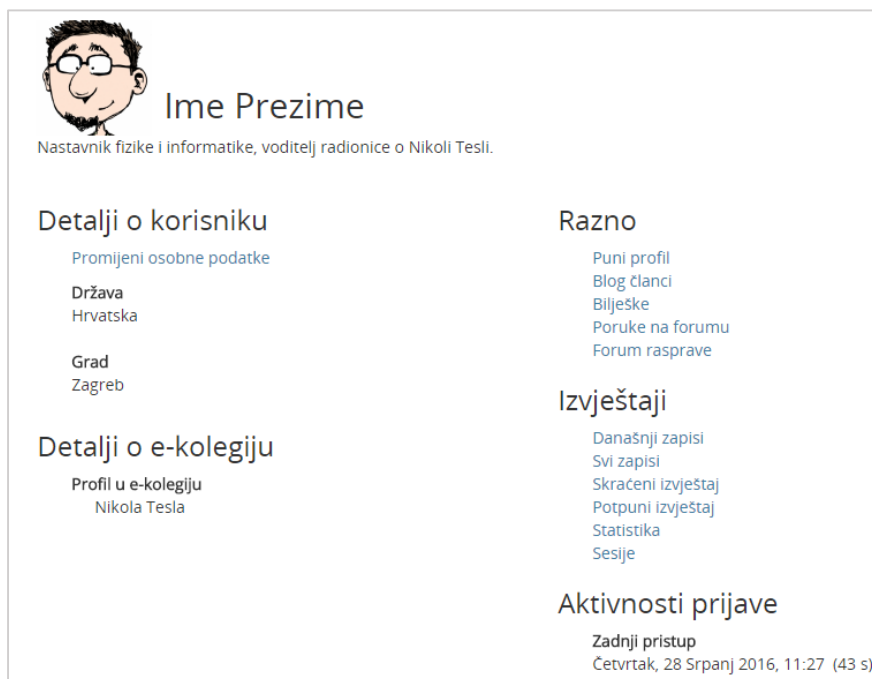 Ime Prezime
Nastavnik fizike i informatike, voditelj radionice o Nikoli Tesli.
Detalji o korisniku
Promijeni osobne podatke
Država
Hrvatska
Grad
Zagreb
Detalji o e-kolegiju
Profil u e-kolegiju
Nikola Tesla
Razno
Puni profil
Blog članci
Bilješke
Poruke na forumu
Forum rasprave
Izvještaji
Današnji zapisi
Svi zapisi
Skraćeni izvještaj
Potpuni izvještaj
Statistika
Sesije
Aktivnosti prijave
Zadnji pristup
Četvrtak, 28 Srpanj 2016, 11:27 (43 s)